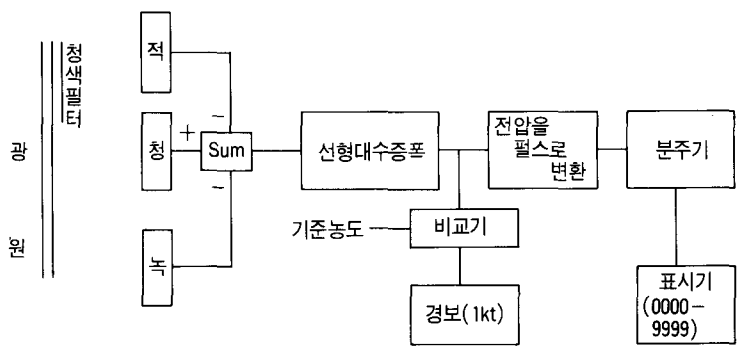 청색필터
광원
적
청
녹
+
−
−
Sum
선형대수증폭
전압을
펄스로
변환
분주기
기준농도
비교기
경보(1kt)
표시기
(0000−
9999)